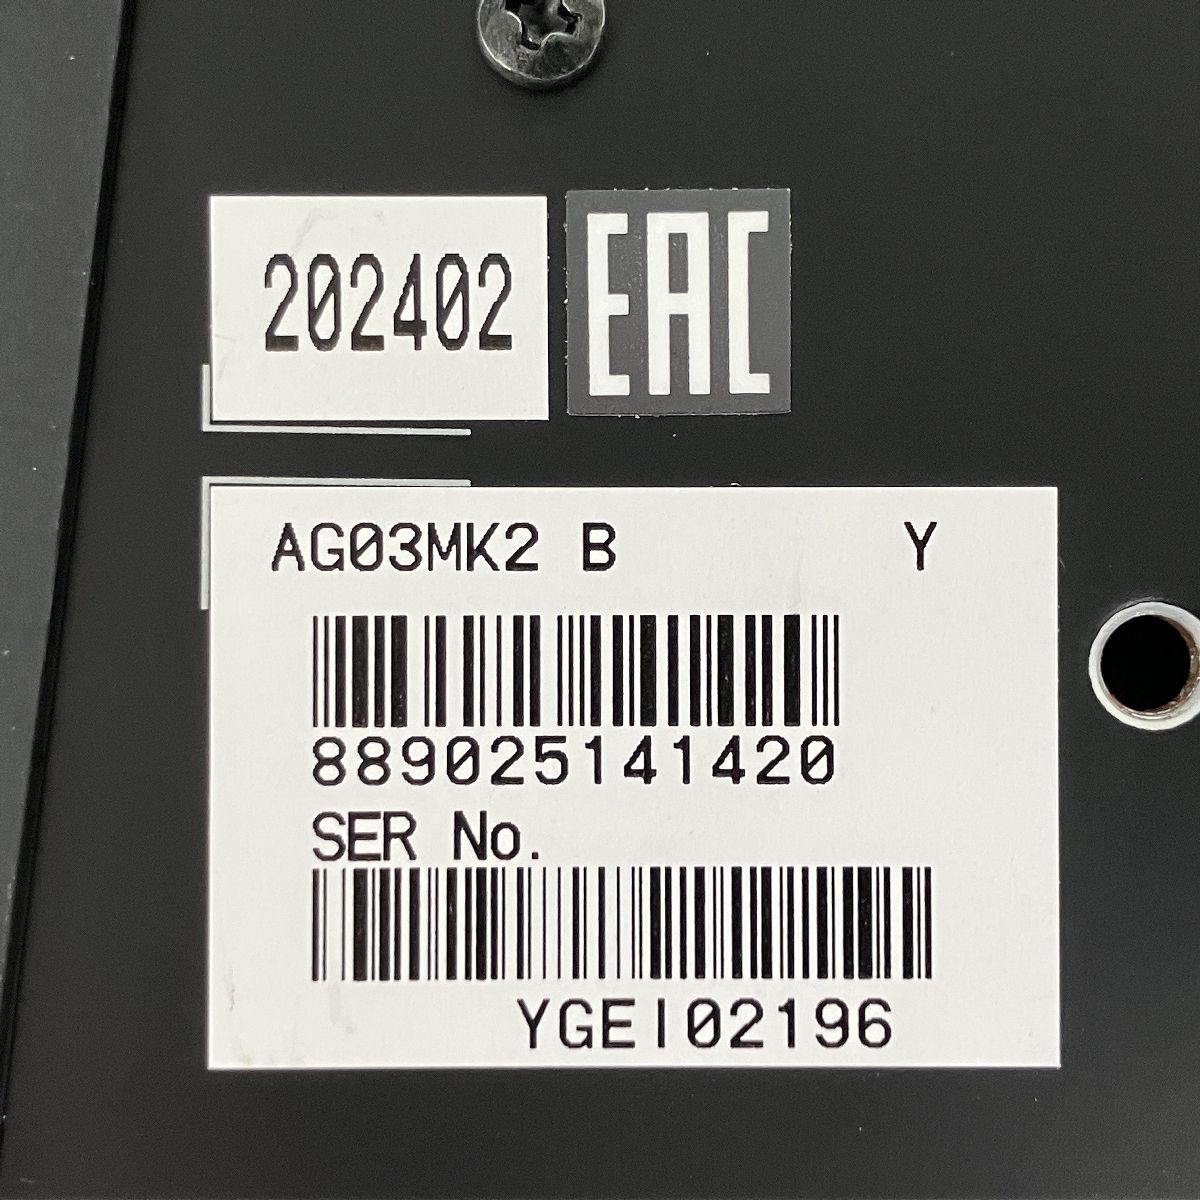 202402
EAC
AG03MK2 B Y
889025141420
SER No.
YGEI02196